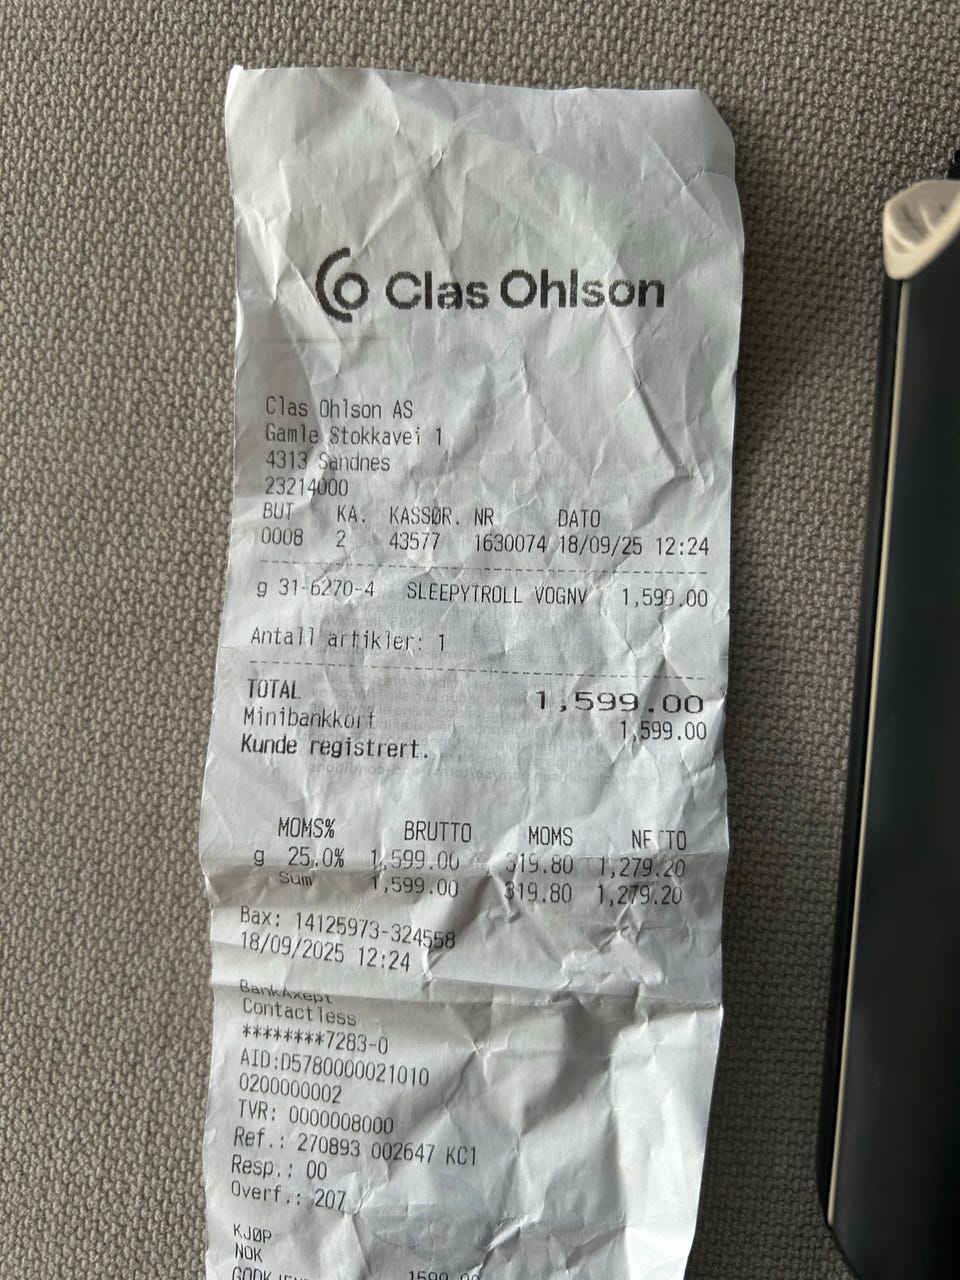 Clas Ohlson
Clas Ohlson AS
Gamle Stokkavei 1
4313 Sandnes
23214000
BUT KA. KASSØR. NR DATO
0008 2 43577 1630074 18/09/25 12:24
g 31-6270-4 SLEEPYTROLL VOGNV 1,599.00
Antall artikler: 1
TOTAL 1,599.00
Minibankkort 1,599.00
Kunde registrert.
MOMS% BRUTTO MOMS NETTO
g 25.0% 1,599.00 319.80 1,279.20
Sum 1,599.00 319.80 1,279.20
Bax: 14125973-324558
18/09/2025 12:24
BankAxept
Contactless
********7283-0
AID:D5780000021010
0200000002
TVR: 0000008000
Ref.: 270893 002647 KC1
Resp.: 00
Overf.: 207
KJØP
NOK